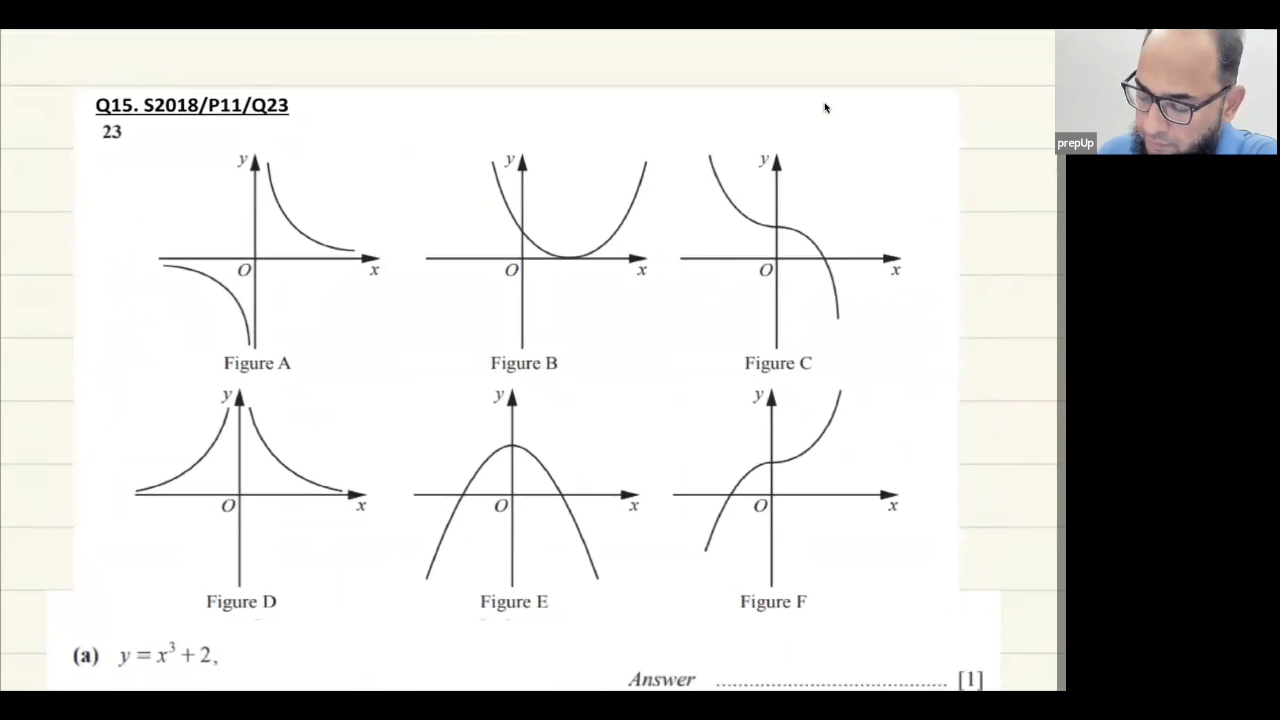 Q15. S2018/P11/Q23
prepUp
23
y y y
O x O x O x
Figure A Figure B Figure C
y y y
O x O x O x
Figure D Figure E Figure F
(a) y = x³ + 2,
Answer ........................................ [1]